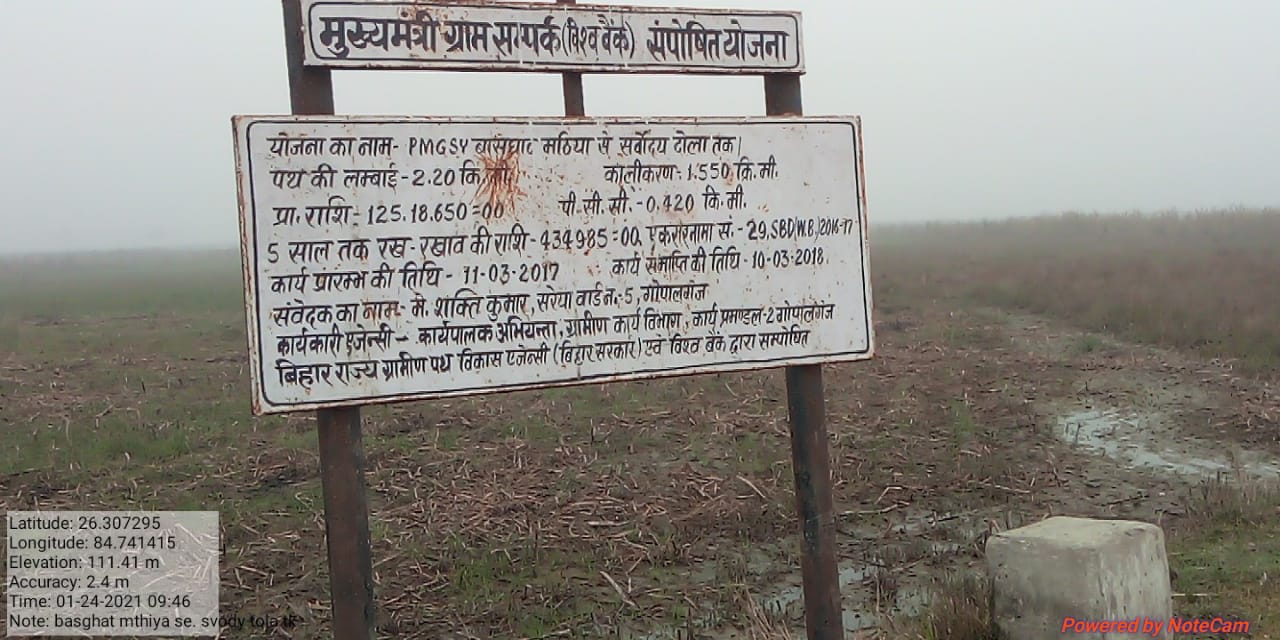 मुख्यमंत्री ग्राम सम्पर्क (विश्व बैंक) संपोषित योजना
योजना का नाम- PMGSY बासघाट मठिया से सर्वोदय टोला तक।
पथ की लम्बाई-2.20 कि.मी. कालीकरण: 1.550 कि.मी.
प्रा. राशि-125.18.650=00 पी.सी.सी.-0.420 कि.मी.
5 साल तक रख-रखाव की राशि-434985=00, एकरारनामा सं.-29.SBD/W.B./2016-17
कार्य प्रारम्भ की तिथि- 11-03-2017 कार्य समाप्ति की तिथि-10-03-2018.
संवेदक का नाम- मे. शक्ति कुमार, सरेया वार्ड नं.-5, गोपालगंज
कार्यकारी एजेन्सी- कार्यपालक अभियन्ता, ग्रामीण कार्य विभाग, कार्य प्रमण्डल-2 गोपालगंज
बिहार राज्य ग्रामीण पथ विकास एजेन्सी (बिहार सरकार) एवं विश्व बैंक द्वारा सम्पोषित
Latitude: 26.307295
Longitude: 84.741415
Elevation: 111.41 m
Accuracy: 2.4 m
Time: 01-24-2021 09:46
Note: basghat mthiya se. svody tola tk
Powered by NoteCam